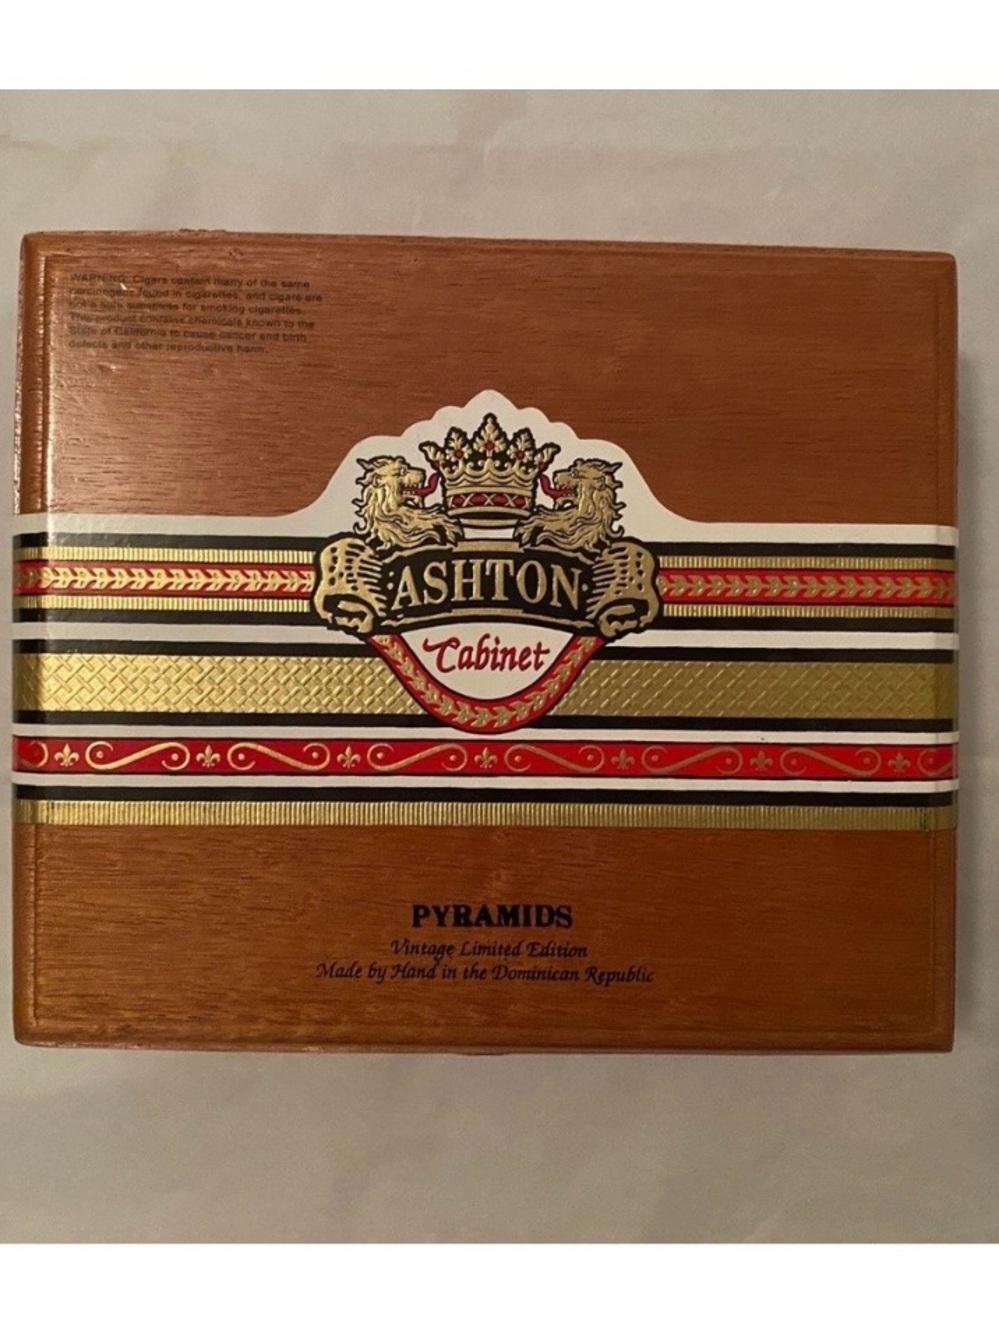 WARNING: Cigars contain many of the same
carcinogens found in cigarettes, and cigars are
not a safe substitute for smoking cigarettes.
This product contains chemicals known to the
State of California to cause cancer and birth
defects and other reproductive harm.
ASHTON
Cabinet
PYRAMIDS
Vintage Limited Edition
Made by Hand in the Dominican Republic